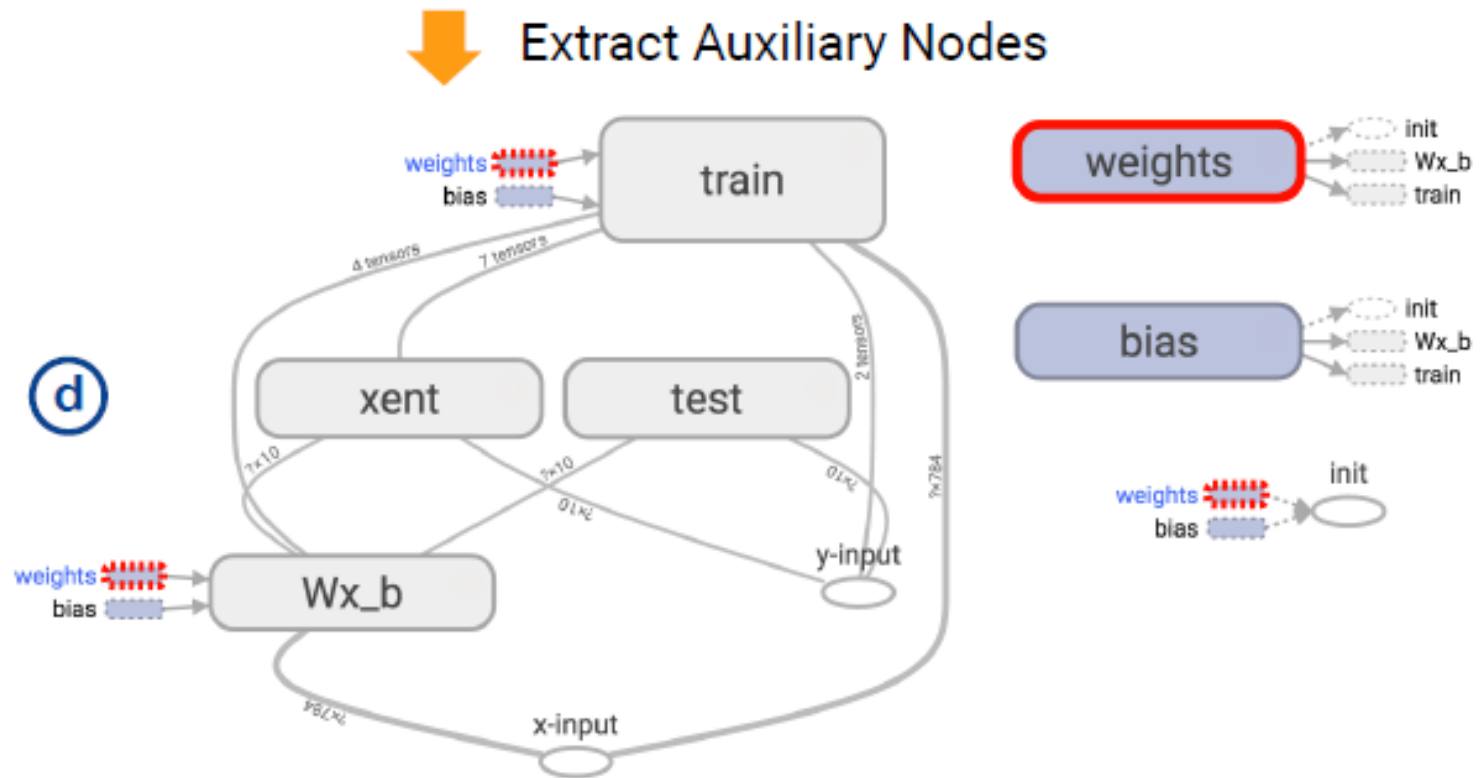 Extract Auxiliary Nodes
weights
bias
train
weights
init
Wx_b
train
4 tensors
7 tensors
2 tensors
bias
init
Wx_b
train
d
xent
test
?×10
?×10
?×10
?×10
?×784
init
weights
bias
y-input
weights
bias
Wx_b
?×784
x-input